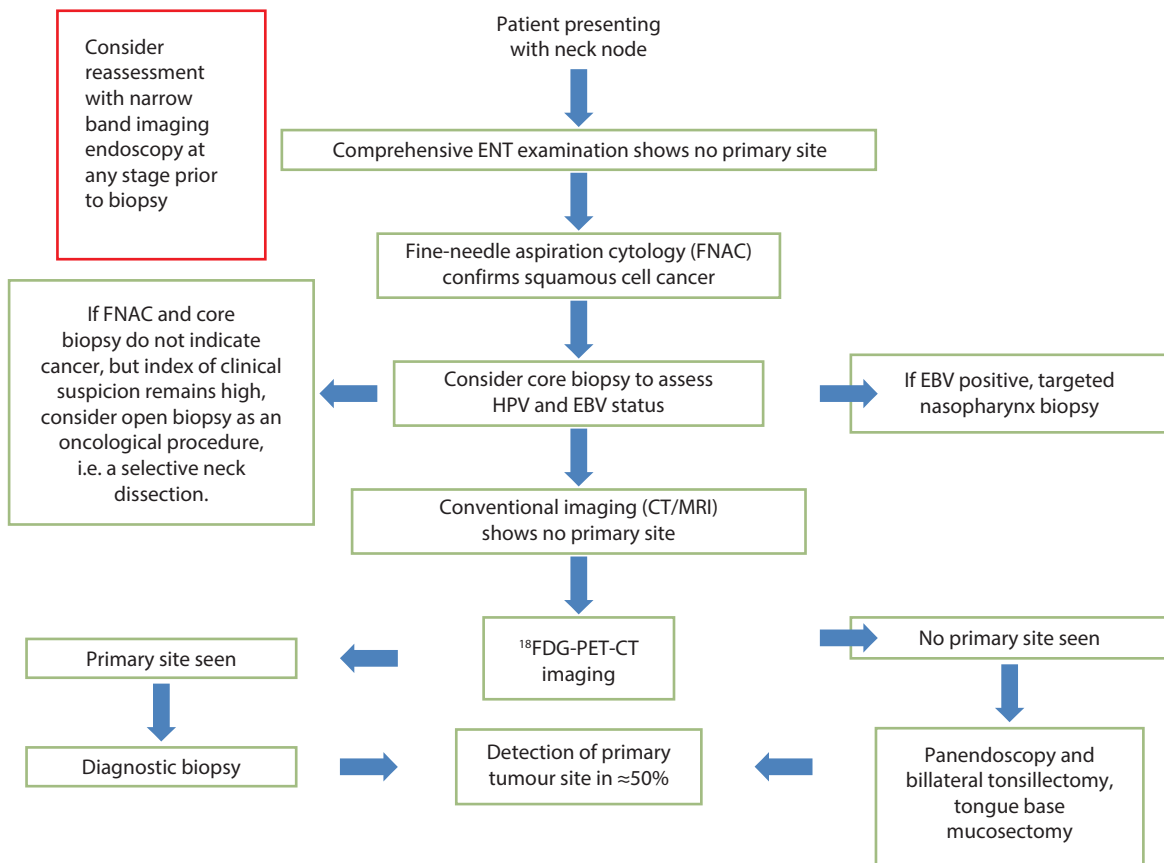 Consider
reassessment
with narrow
band imaging
endoscopy at
any stage prior
to biopsy
Patient presenting
with neck node
Comprehensive ENT examination shows no primary site
Fine-needle aspiration cytology (FNAC)
confirms squamous cell cancer
If FNAC and core
biopsy do not indicate
cancer, but index of clinical
suspicion remains high,
consider open biopsy as an
oncological procedure,
i.e. a selective neck
dissection.
Consider core biopsy to assess
HPV and EBV status
If EBV positive, targeted
nasopharynx biopsy
Conventional imaging (CT/MRI)
shows no primary site
¹⁸FDG-PET-CT
imaging
Primary site seen
No primary site seen
Diagnostic biopsy
Detection of primary
tumour site in ≈50%
Panendoscopy and
billateral tonsillectomy,
tongue base
mucosectomy